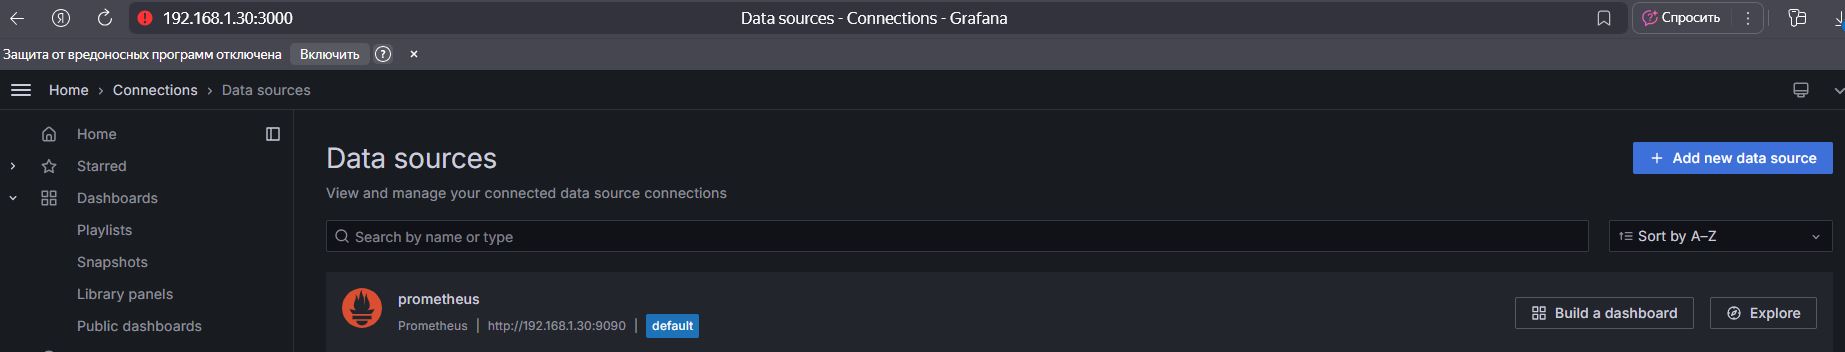 192.168.1.30:3000
Data sources - Connections - Grafana
Спросить
Защита от вредоносных программ отключена
Включить
?
Home › Connections › Data sources
Home
Starred
Dashboards
Playlists
Snapshots
Library panels
Public dashboards
Data sources
+ Add new data source
View and manage your connected data source connections
Search by name or type
Sort by A–Z
prometheus
Prometheus | http://192.168.1.30:9090 | default
Build a dashboard
Explore